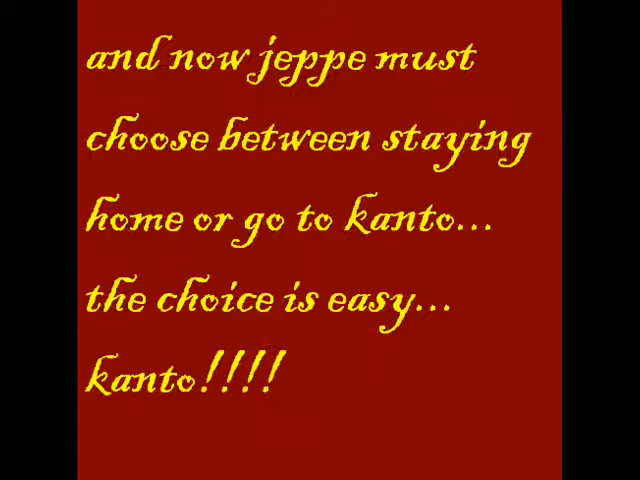 and now jeppe must
choose between staying
home or go to kanto...
the choice is easy...
kanto!!!!